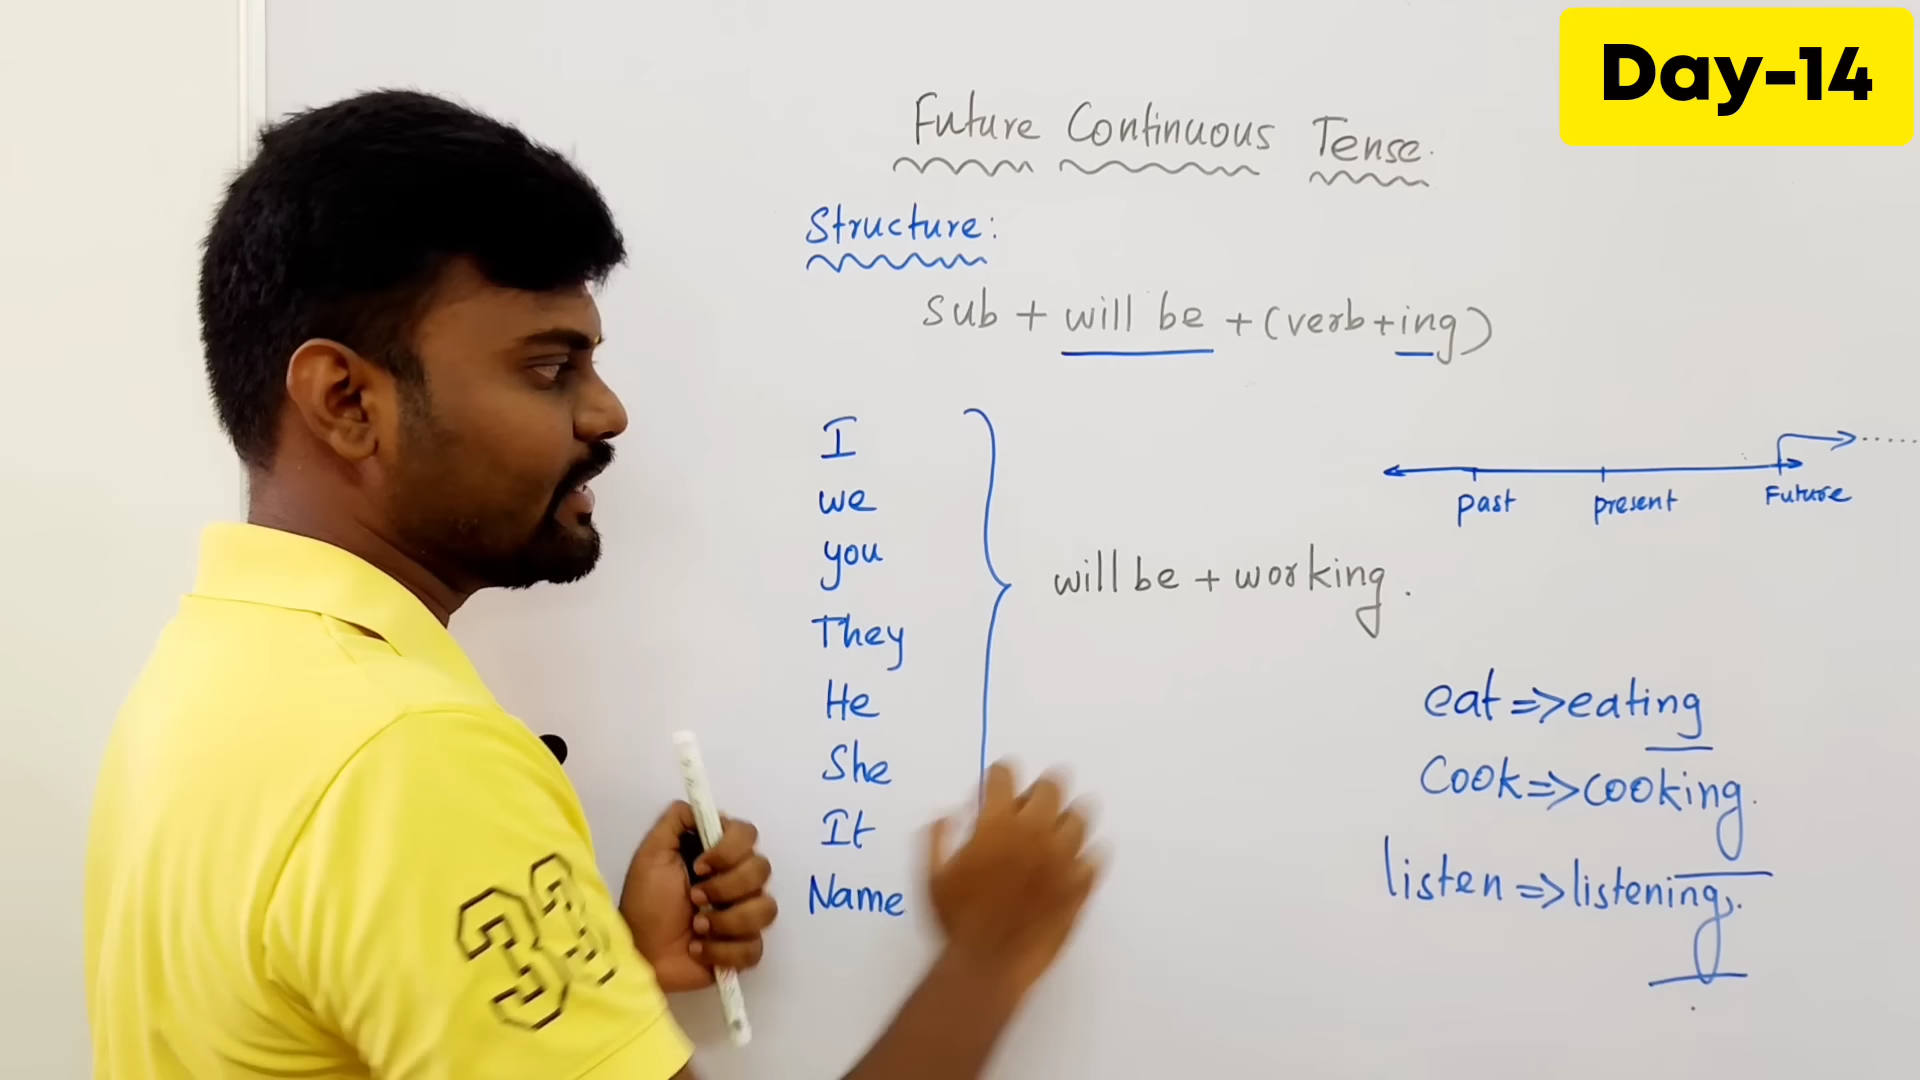 Day-14
Future Continuous Tense.
Structure:
sub + will be + (verb+ing)
I
we
you
They
He
She
It
Name
past present Future
will be + working.
eat => eating
Cook => cooking.
listen => listening.
33